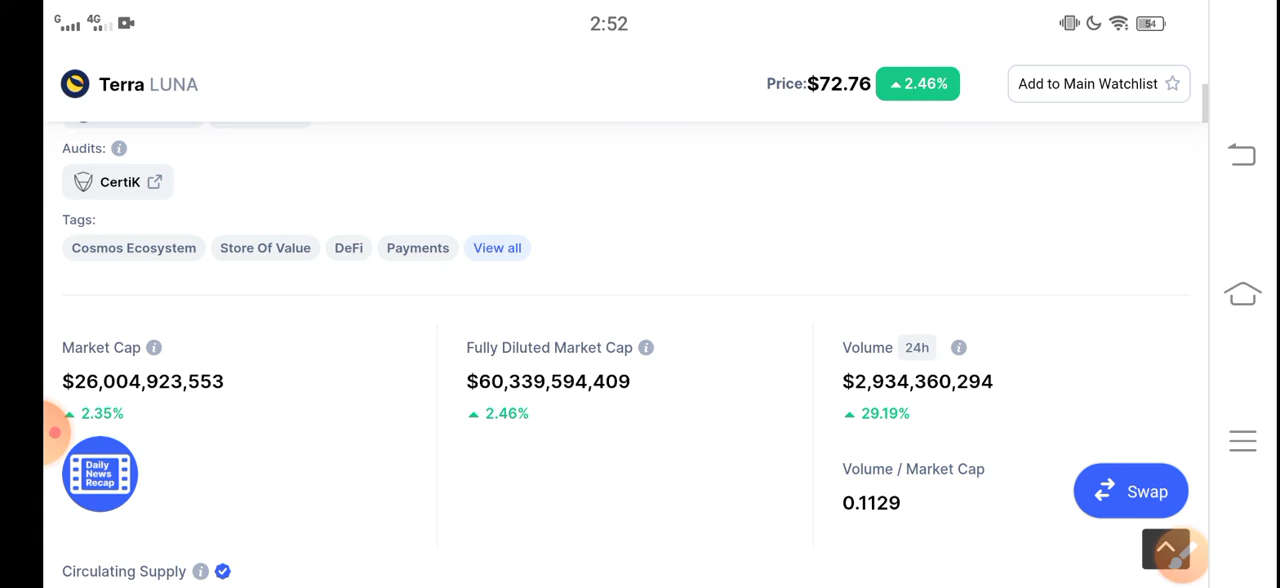 G 4G 2:52 54
Terra LUNA Price:$72.76 2.46% Add to Main Watchlist
Audits:
CertiK
Tags:
Cosmos Ecosystem Store Of Value DeFi Payments View all
Market Cap Fully Diluted Market Cap Volume 24h
$26,004,923,553 $60,339,594,409 $2,934,360,294
2.35% 2.46% 29.19%
Daily
News
Recap
Volume / Market Cap
0.1129
Swap
Circulating Supply